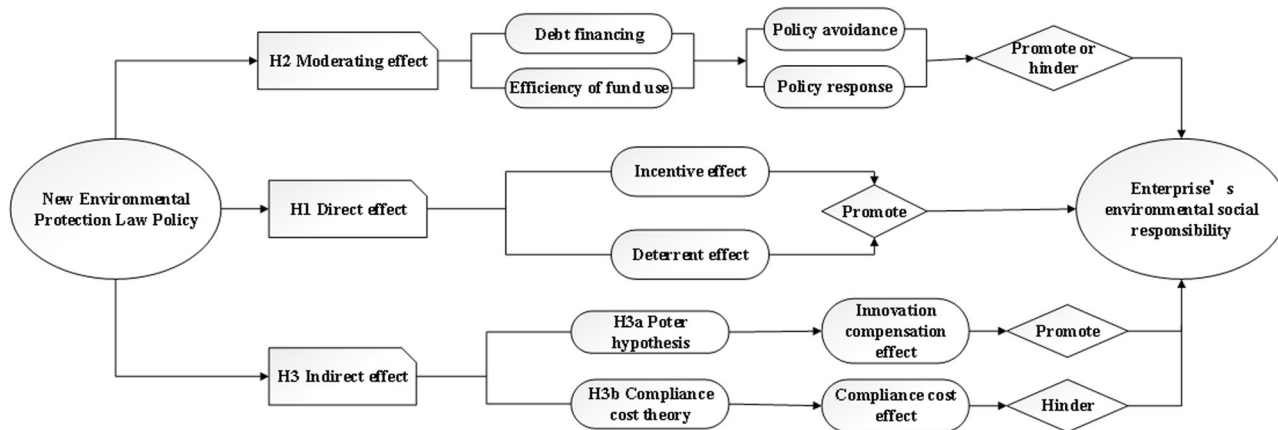 Debt financing
Policy avoidance
H2 Moderating effect
Promote or
hinder
Efficiency of fund use
Policy response
New Environmental
Protection Law Policy
H1 Direct effect
Incentive effect
Promote
Deterrent effect
Enterprise’s
environmental social
responsibility
H3 Indirect effect
H3a Poter
hypothesis
Innovation
compensation
effect
Promote
H3b Compliance
cost theory
Compliance cost
effect
Hinder